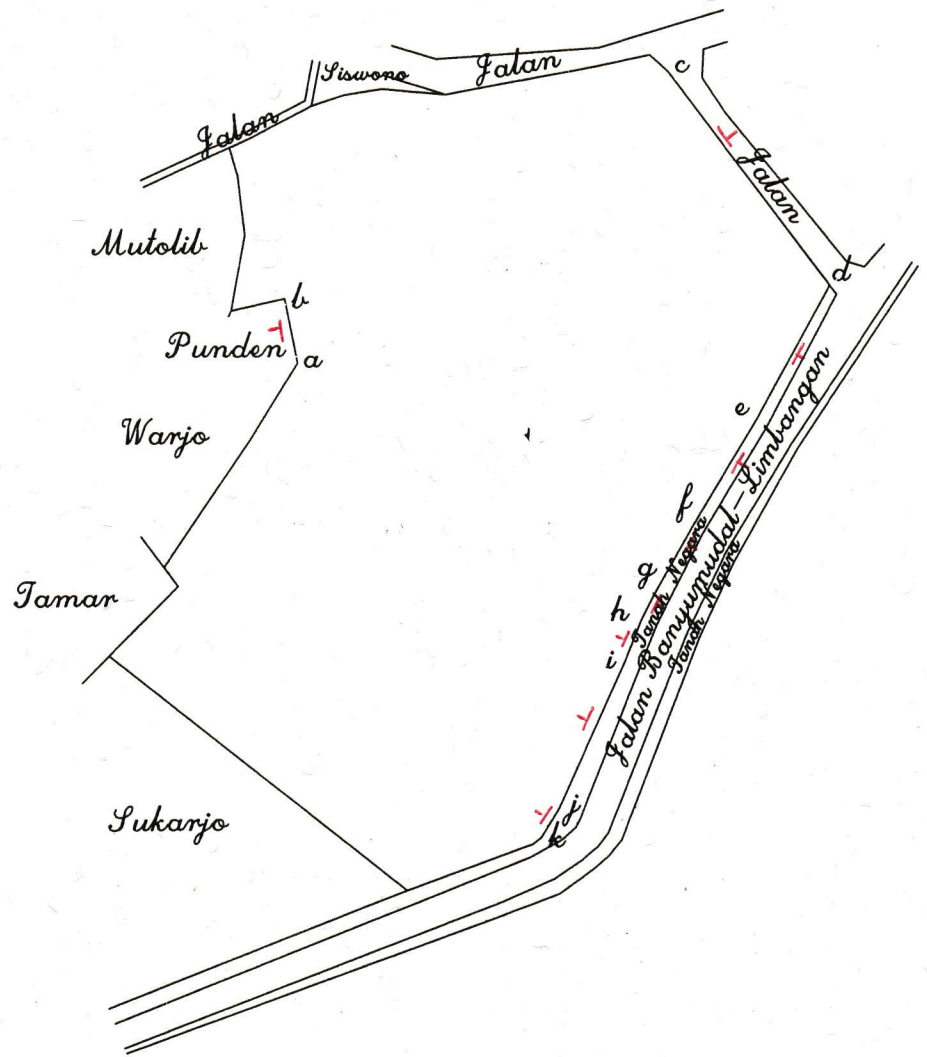 Siswono
Jalan
c
Jalan
Jalan
Mutolib
d
b
Punden
a
e
Warjo
f
g
Tanah Negara
Jalan Banyumudal - Limbangan
Tanah Negara
Tamar
h
i
j
Sukarjo
k